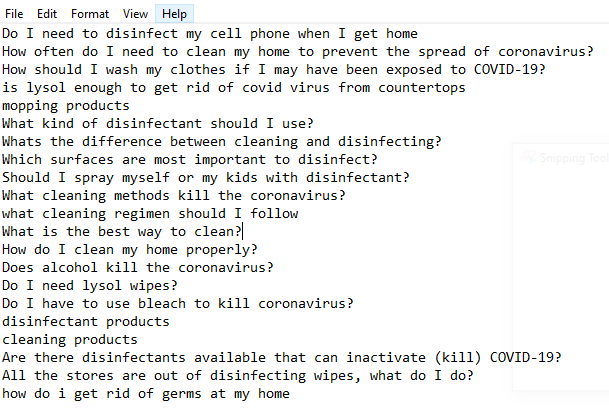 File Edit Format View Help
Do I need to disinfect my cell phone when I get home
How often do I need to clean my home to prevent the spread of coronavirus?
How should I wash my clothes if I may have been exposed to COVID-19?
is lysol enough to get rid of covid virus from countertops
mopping products
What kind of disinfectant should I use?
Whats the difference between cleaning and disinfecting?
Which surfaces are most important to disinfect?
Should I spray myself or my kids with disinfectant?
What cleaning methods kill the coronavirus?
what cleaning regimen should I follow
What is the best way to clean?
How do I clean my home properly?
Does alcohol kill the coronavirus?
Do I need lysol wipes?
Do I have to use bleach to kill coronavirus?
disinfectant products
cleaning products
Are there disinfectants available that can inactivate (kill) COVID-19?
All the stores are out of disinfecting wipes, what do I do?
how do i get rid of germs at my home
Snipping Tool